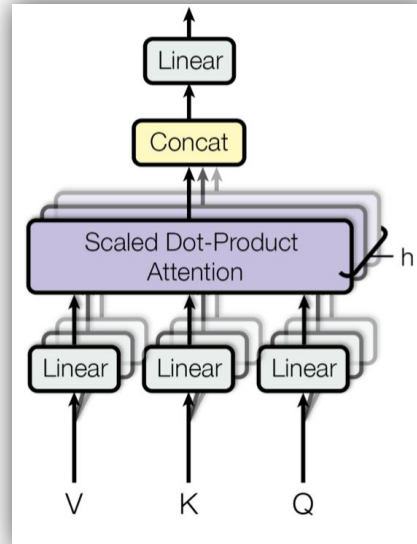 Linear
Concat
Scaled Dot-Product
Attention
h
Linear Linear Linear
V K Q